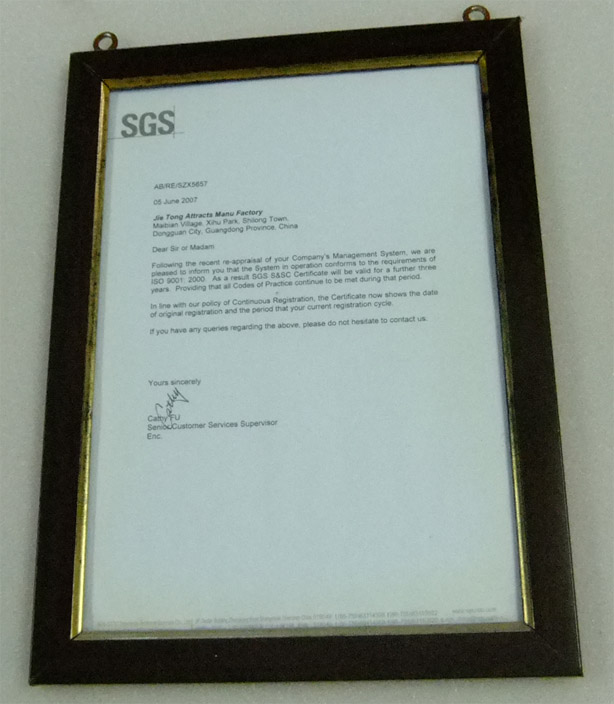 SGS
AB/RE/SZX5657
05 June 2007
Jie Tong Attracts Manu Factory
Maibian Village, Xihu Park, Shilong Town,
Dongguan City, Guangdong Province, China
Dear Sir or Madam
Following the recent re-appraisal of your Company's Management System, we are
pleased to inform you that the System in operation conforms to the requirements of
ISO 9001: 2000. As a result SGS S&SC Certificate will be valid for a further three
years. Providing that all Codes of Practice continue to be met during that period.
In line with our policy of Continuous Registration, the Certificate now shows the date
of original registration and the period that your current registration cycle.
If you have any queries regarding the above, please do not hesitate to contact us.
Yours sincerely
Cathy
Cathy FU
Senior Customer Services Supervisor
Enc.